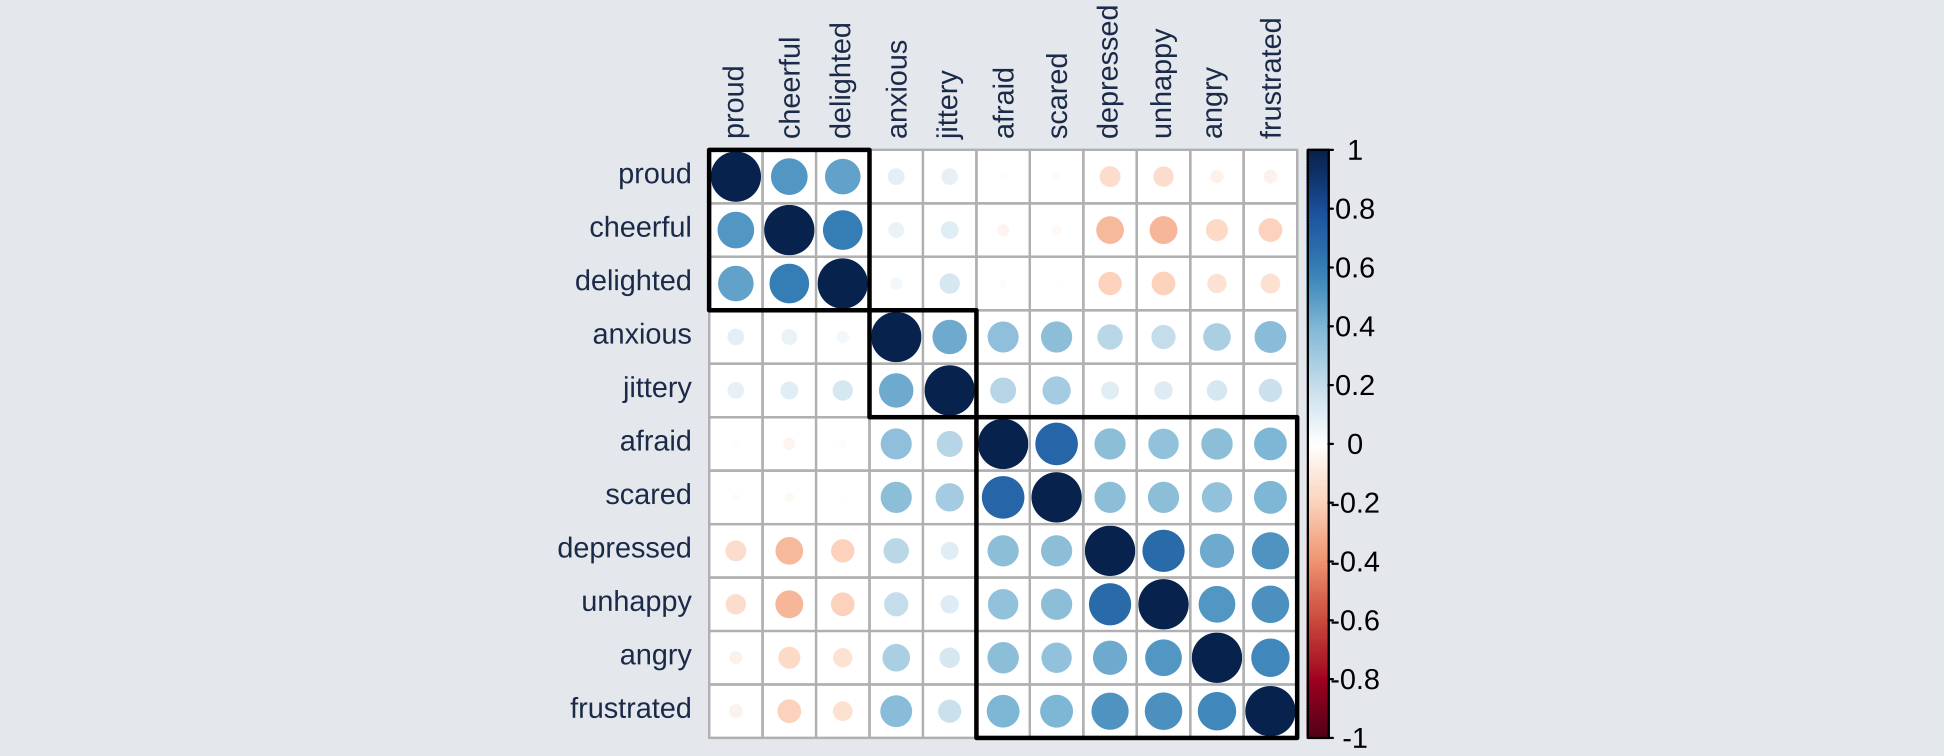 proud
cheerful
delighted
anxious
jittery
afraid
scared
depressed
unhappy
angry
frustrated
proud
cheerful
delighted
anxious
jittery
afraid
scared
depressed
unhappy
angry
frustrated
1
0.8
0.6
0.4
0.2
0
-0.2
-0.4
-0.6
-0.8
-1